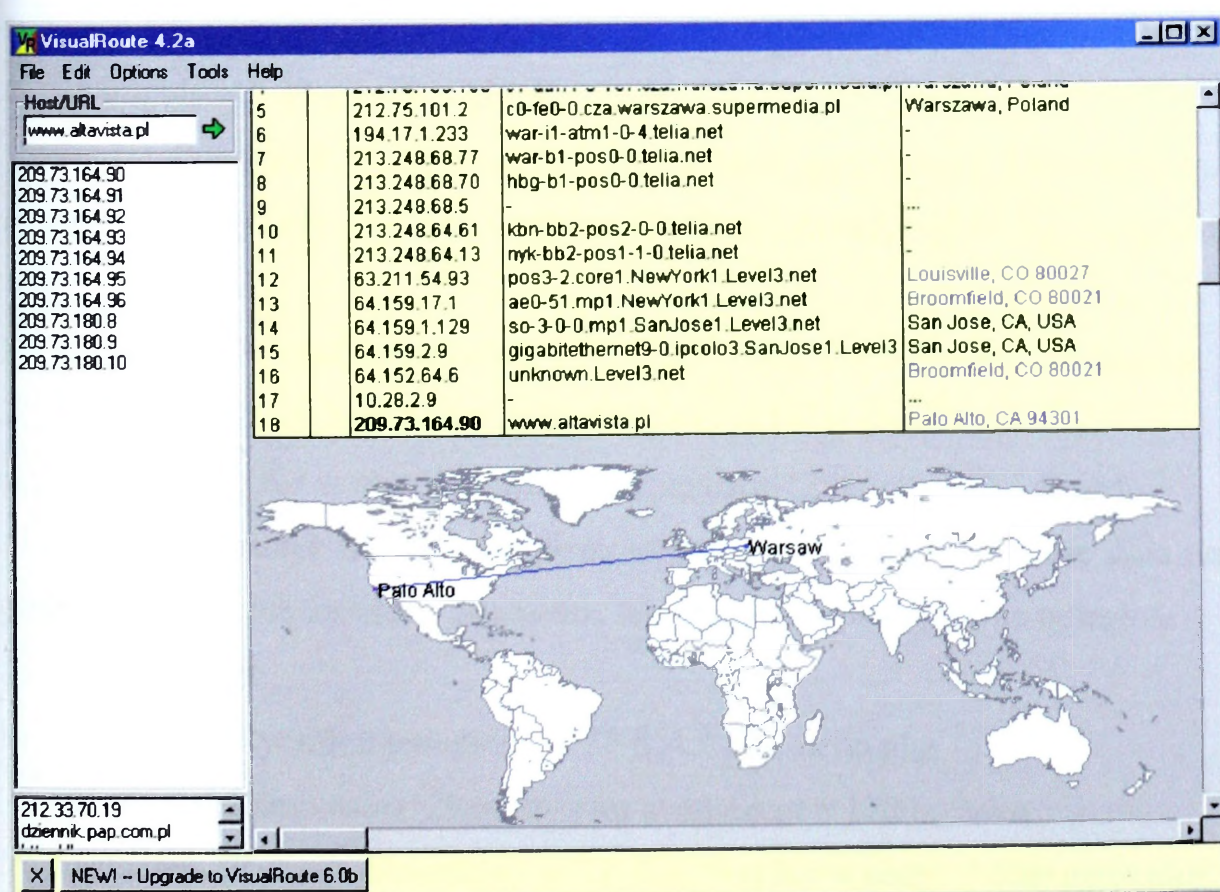 VR VisualRoute 4.2a
File Edit Options Tools Help
Host/URL
www.altavista.pl
209.73.164.90
209.73.164.91
209.73.164.92
209.73.164.93
209.73.164.94
209.73.164.95
209.73.164.96
209.73.180.8
209.73.180.9
209.73.180.10
212.33.70.19
dziennik.pap.com.pl
5 212.75.101.2 c0-fe0-0.cza.warszawa.supermedia.pl Warszawa, Poland
6 194.17.1.233 war-i1-atm1-0-4.telia.net -
7 213.248.68.77 war-b1-pos0-0.telia.net -
8 213.248.68.70 hbg-b1-pos0-0.telia.net -
9 213.248.68.5 - ...
10 213.248.64.61 kbn-bb2-pos2-0-0.telia.net -
11 213.248.64.13 nyk-bb2-pos1-1-0.telia.net -
12 63.211.54.93 pos3-2.core1.NewYork1.Level3.net Louisville, CO 80027
13 64.159.17.1 ae0-51.mp1.NewYork1.Level3.net Broomfield, CO 80021
14 64.159.1.129 so-3-0-0.mp1.SanJose1.Level3.net San Jose, CA, USA
15 64.159.2.9 gigabitethernet9-0.ipcolo3.SanJose1.Level3 San Jose, CA, USA
16 64.152.64.6 unknown.Level3.net Broomfield, CO 80021
17 10.28.2.9 - ...
18 209.73.164.90 www.altavista.pl Palo Alto, CA 94301
Warsaw
Palo Alto
X NEW! -- Upgrade to VisualRoute 6.0b